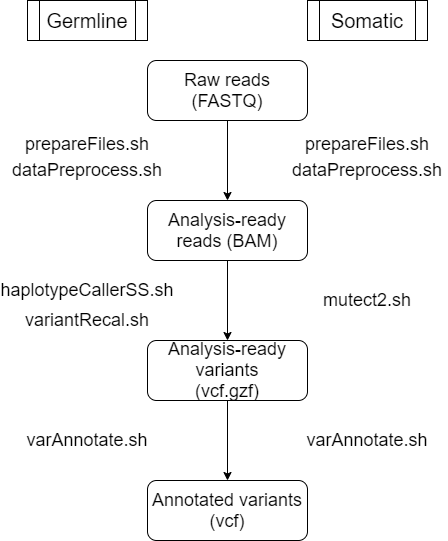 Germline
Somatic
Raw reads
(FASTQ)
prepareFiles.sh
dataPreprocess.sh
prepareFiles.sh
dataPreprocess.sh
Analysis-ready
reads (BAM)
haplotypeCallerSS.sh
variantRecal.sh
mutect2.sh
Analysis-ready
variants
(vcf.gzf)
varAnnotate.sh
varAnnotate.sh
Annotated variants
(vcf)